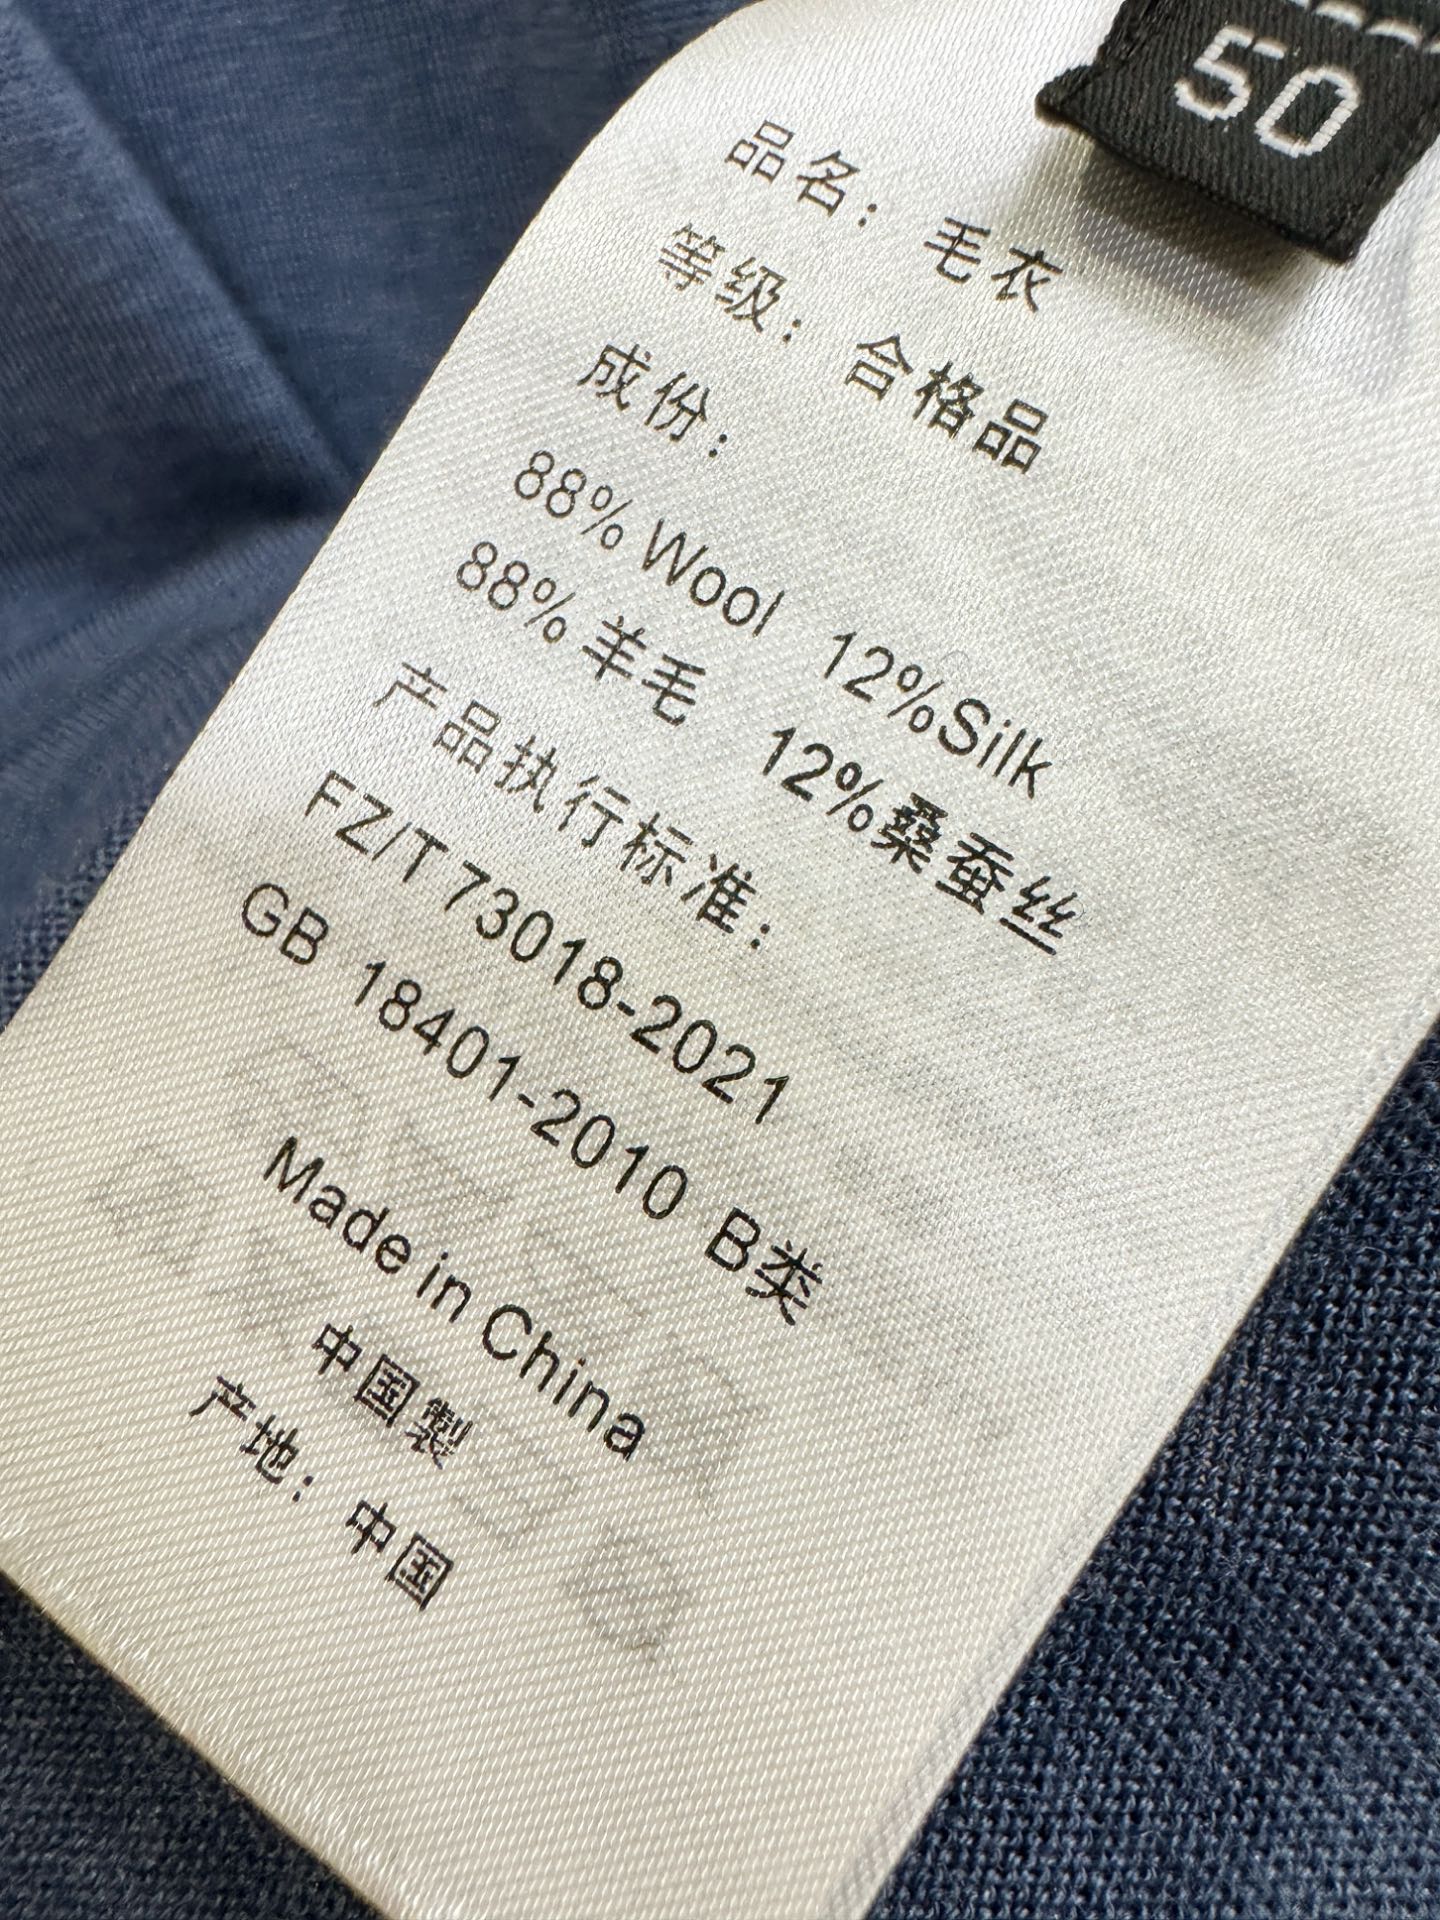 50
品名： 毛衣
等级： 合格品
成份：
88% Wool 12%Silk
88% 羊毛 12%桑蚕丝
产品执行标准：
FZ/T 73018-2021
GB 18401-2010 B类
Made in China
中国製
产地： 中国